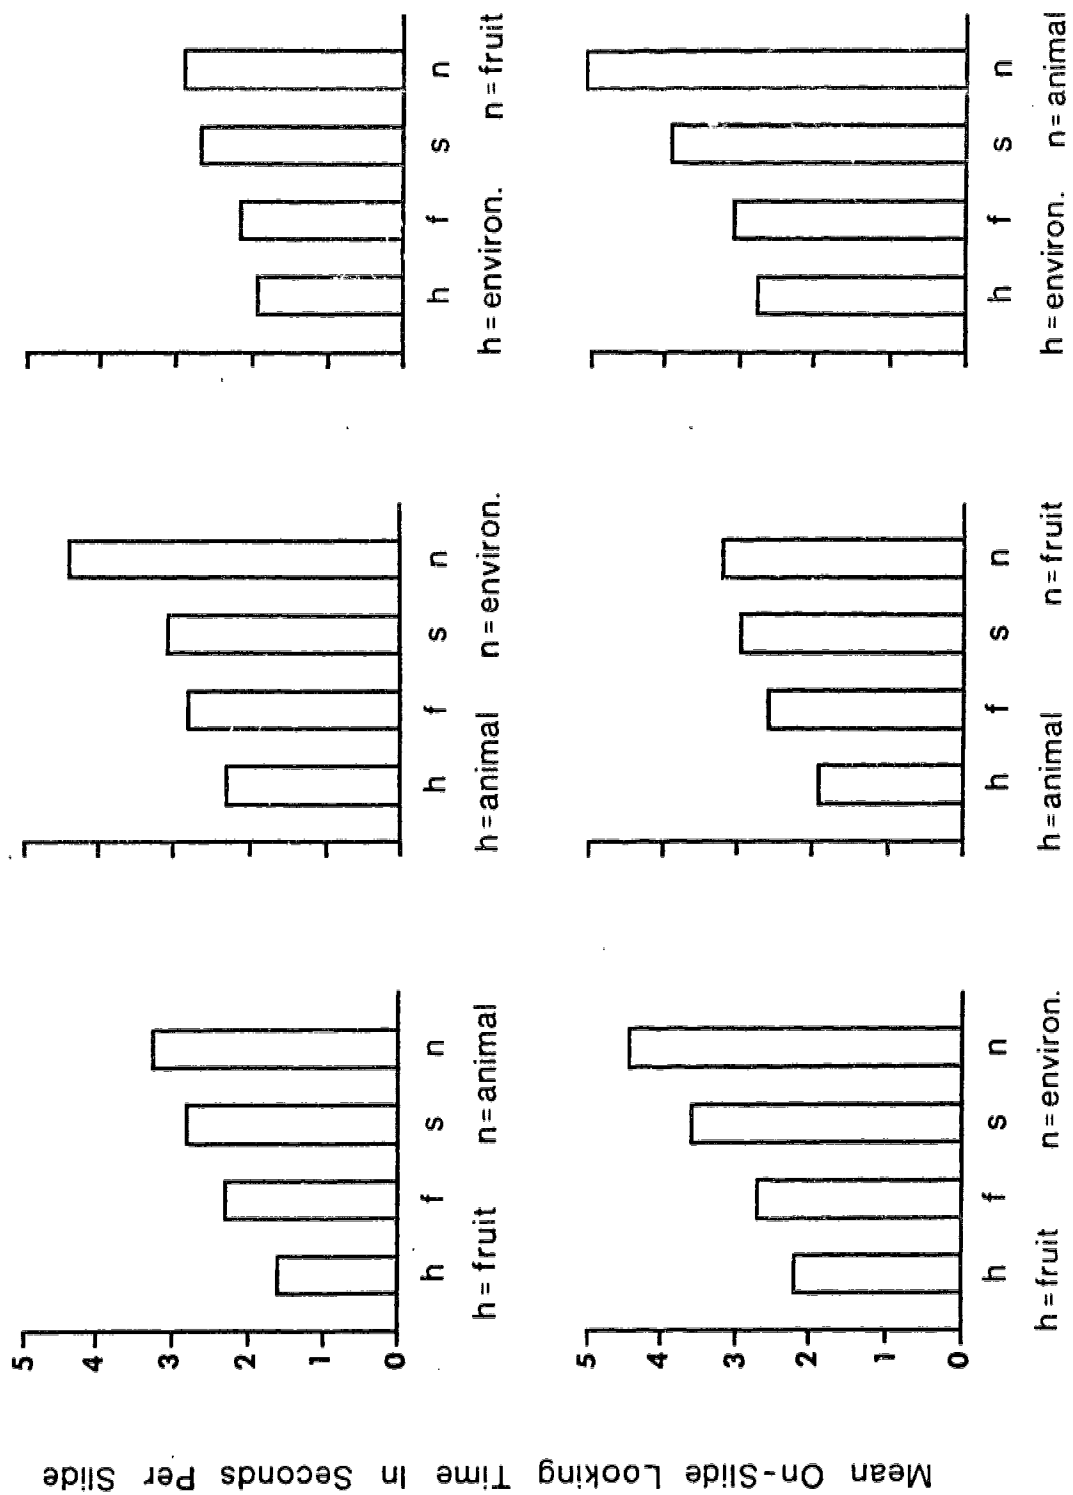 Mean On-Slide Looking Time In Seconds Per Slide
5
4
3
2
1
0
h f s n
h=fruit n=animal
h f s n
h=animal n=environ.
h f s n
h=environ. n=fruit
5
4
3
2
1
0
h f s n
h=fruit n=environ.
h f s n
h=animal n=fruit
h f s n
h=environ. n=animal